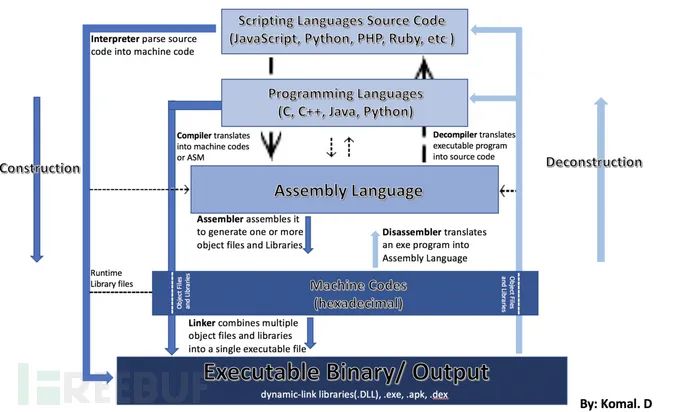 Scripting Languages Source Code
(JavaScript, Python, PHP, Ruby, etc )
Interpreter parse source
code into machine code
Programming Languages
(C, C++, Java, Python)
Compiler translates
into machine codes
or ASM
Decompiler translates
executable program
into source code
Construction
Deconstruction
Assembly Language
Assembler assembles it
to generate one or more
object files and Libraries
Disassembler translates
an exe program into
Assembly Language
Runtime
Library files
Object Files
and Libraries
Machine Codes
(hexadecimal)
Object Files
and Libraries
Linker combines multiple
object files and libraries
into a single executable file
Executable Binary/ Output
dynamic-link libraries(.DLL), .exe, .apk, .dex
FREEBUF
By: Komal. D